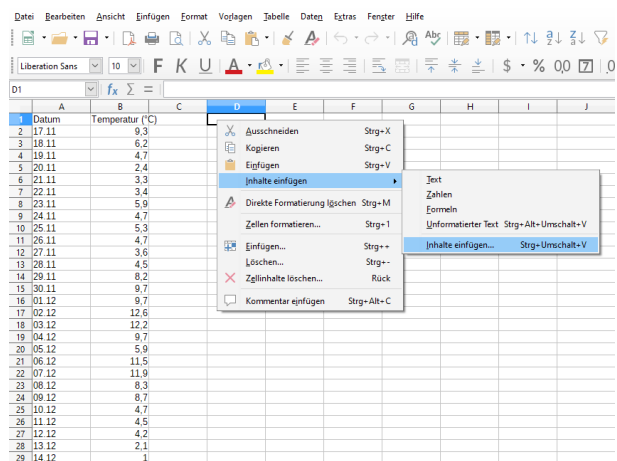 Datei Bearbeiten Ansicht Einfügen Format Vorlagen Tabelle Daten Extras Fenster Hilfe
Liberation Sans 10 F K U A $ % 0,0 7 ,0
D1 fx Σ =
A B C D E F G H I J
1 Datum Temperatur (°C)
2 17.11 9,3
3 18.11 6,2
4 19.11 4,7
5 20.11 2,4
6 21.11 3,3
7 22.11 3,4
8 23.11 5,9
9 24.11 4,7
10 25.11 5,3
11 26.11 4,7
12 27.11 3,6
13 28.11 4,5
14 29.11 8,2
15 30.11 9,7
16 01.12 9,7
17 02.12 12,6
18 03.12 12,2
19 04.12 9,7
20 05.12 5,9
21 06.12 11,5
22 07.12 11,9
23 08.12 8,3
24 09.12 8,7
25 10.12 4,7
26 11.12 4,5
27 12.12 4,2
28 13.12 2,1
29 14.12 1
Ausschneiden Strg+X
Kopieren Strg+C
Einfügen Strg+V
Inhalte einfügen
Direkte Formatierung löschen Strg+M
Zellen formatieren... Strg+1
Einfügen... Strg++
Löschen... Strg+-
Zellinhalte löschen... Rück
Kommentar einfügen Strg+Alt+C
Text
Zahlen
Formeln
Unformatierter Text Strg+Alt+Umschalt+V
Inhalte einfügen... Strg+Umschalt+V